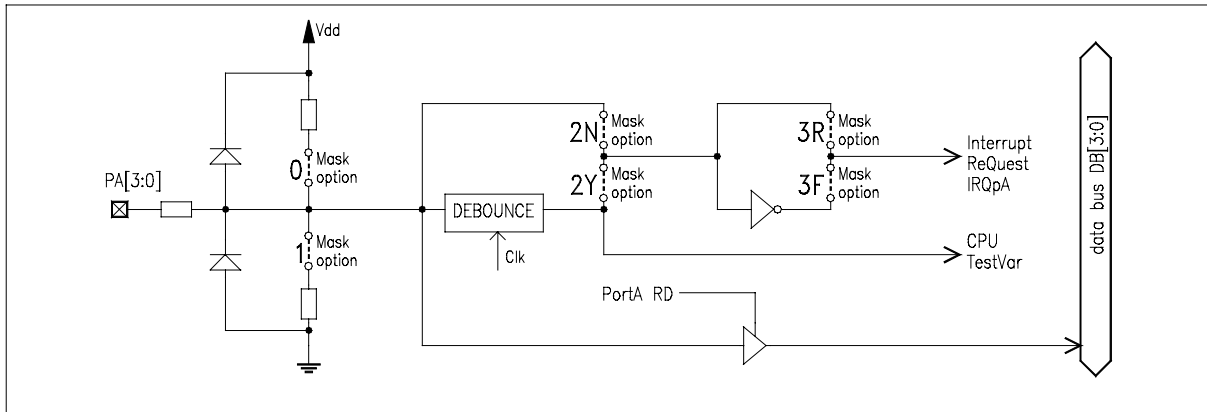 Vdd
0 Mask
option
PA[3:0]
1 Mask
option
DEBOUNCE
Clk
2N Mask
option
2Y Mask
option
3R Mask
option
3F Mask
option
Interrupt
ReQuest
IRQpA
CPU
TestVar
PortA RD
data bus DB[3:0]